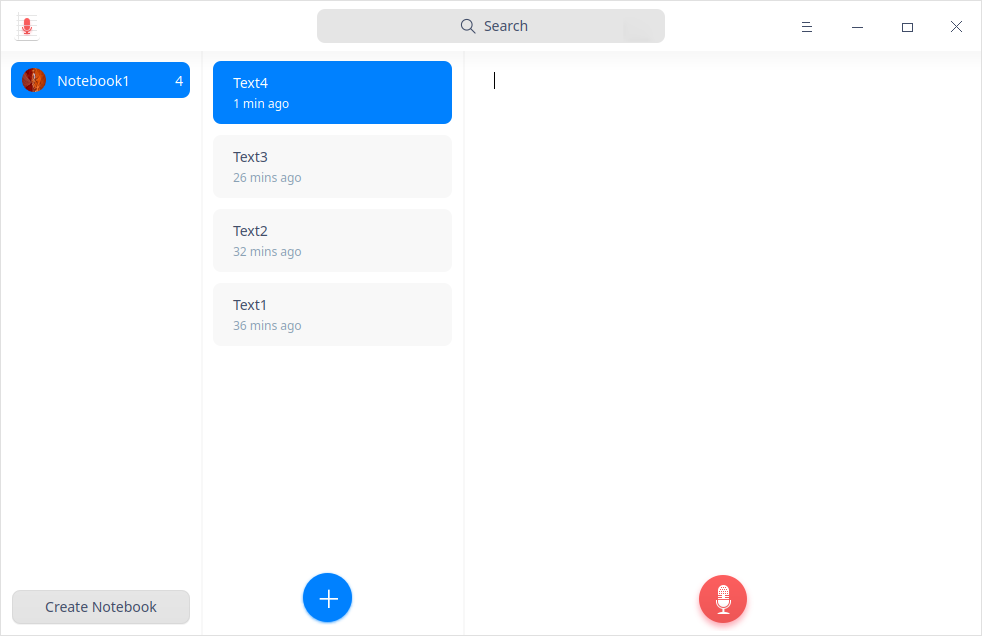 Search
Notebook1 4
Text4
1 min ago
Text3
26 mins ago
Text2
32 mins ago
Text1
36 mins ago
Create Notebook